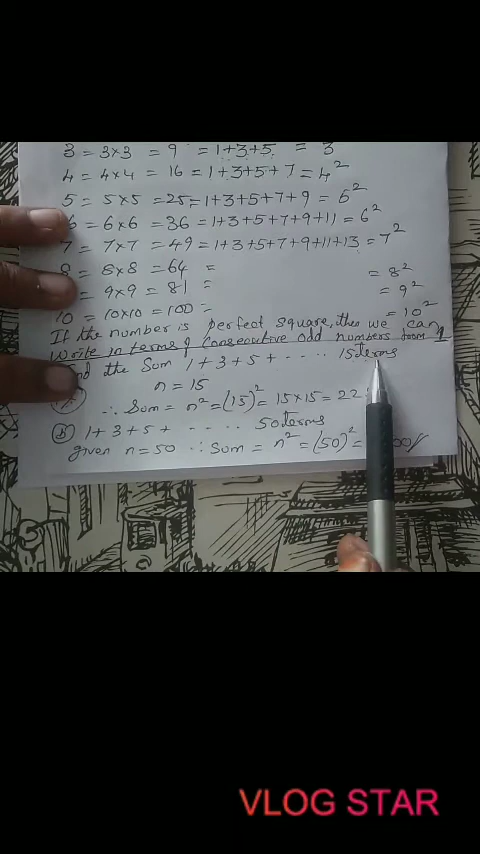 3 = 3×3 = 9 = 1+3+5 = 3
4 = 4×4 = 16 = 1+3+5+7 = 4²
5 = 5×5 = 25 = 1+3+5+7+9 = 5²
6 = 6×6 = 36 = 1+3+5+7+9+11 = 6²
7 = 7×7 = 49 = 1+3+5+7+9+11+13 = 7²
8 = 8×8 = 64 = = 8²
= 9×9 = 81 = = 9²
10 = 10×10 = 100 = = 10²
If the number is perfect square, then we can
write in terms of consecutive odd numbers from 1
the Sum 1+3+5+ - - - - 15terms
n = 15
∴ Sum = n² = (15)² = 15×15 = 22
(b) 1+3+5+ - - - - - 50terms
given n=50 ∴ Sum = n² = (50)² =
VLOG STAR